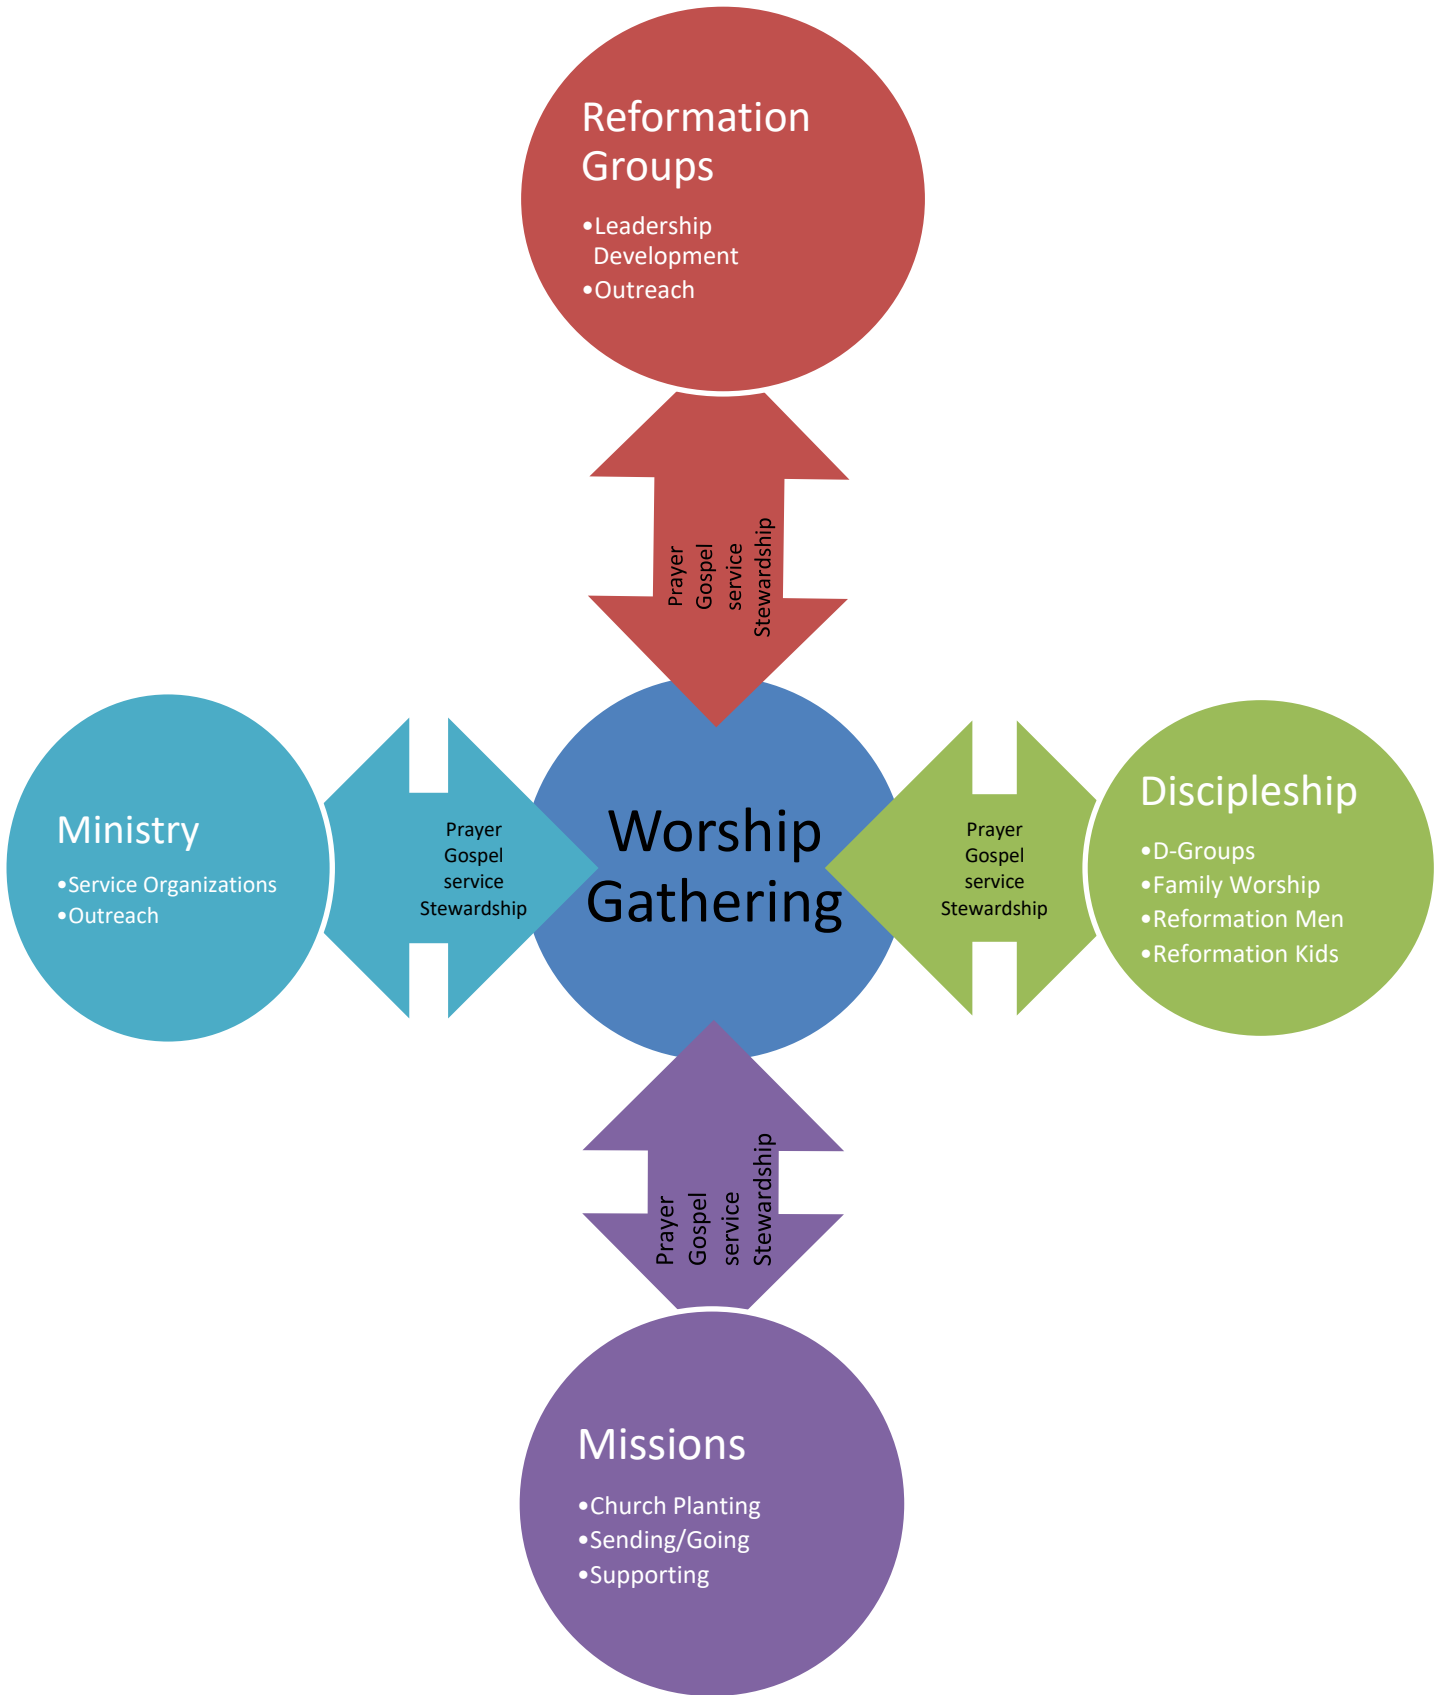 Reformation
Groups
•Leadership
Development
•Outreach
Prayer
Gospel
service
Stewardship
Ministry
•Service Organizations
•Outreach
Prayer
Gospel
service
Stewardship
Worship
Gathering
Prayer
Gospel
service
Stewardship
Discipleship
•D-Groups
•Family Worship
•Reformation Men
•Reformation Kids
Prayer
Gospel
service
Stewardship
Missions
•Church Planting
•Sending/Going
•Supporting